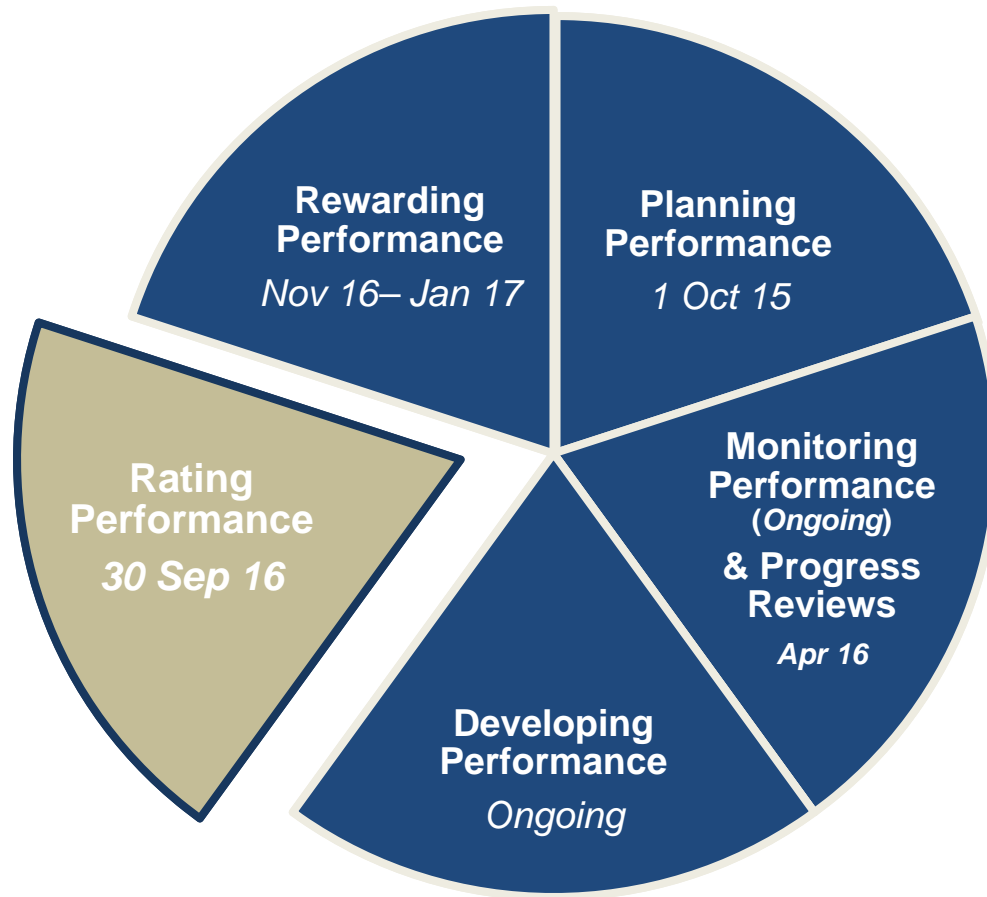 Rewarding
Performance
Nov 16– Jan 17
Planning
Performance
1 Oct 15
Monitoring
Performance
(Ongoing)
& Progress
Reviews
Apr 16
Developing
Performance
Ongoing
Rating
Performance
30 Sep 16